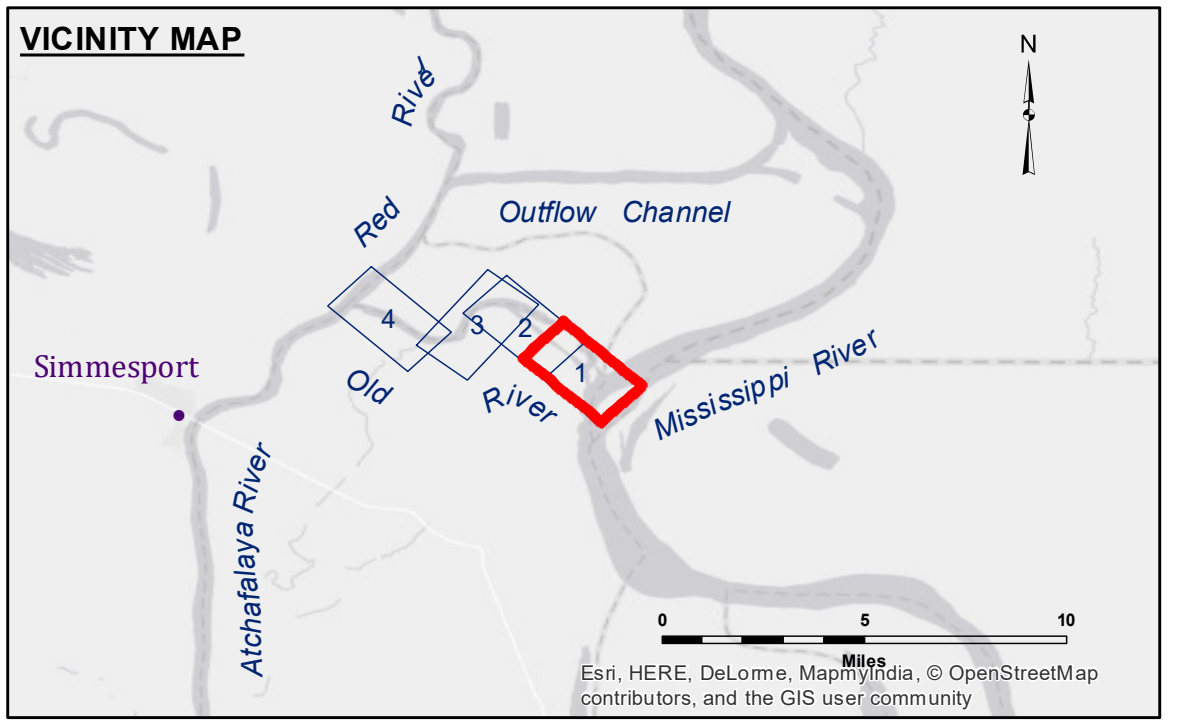 VICINITY MAP
N
River
Red
Outflow Channel
4
3
2
1
Simmesport
Old
River
Mississippi River
Atchafalaya River
0 5 10
Miles
Esri, HERE, DeLorme, MapmyIndia, © OpenStreetMap
contributors, and the GIS user community